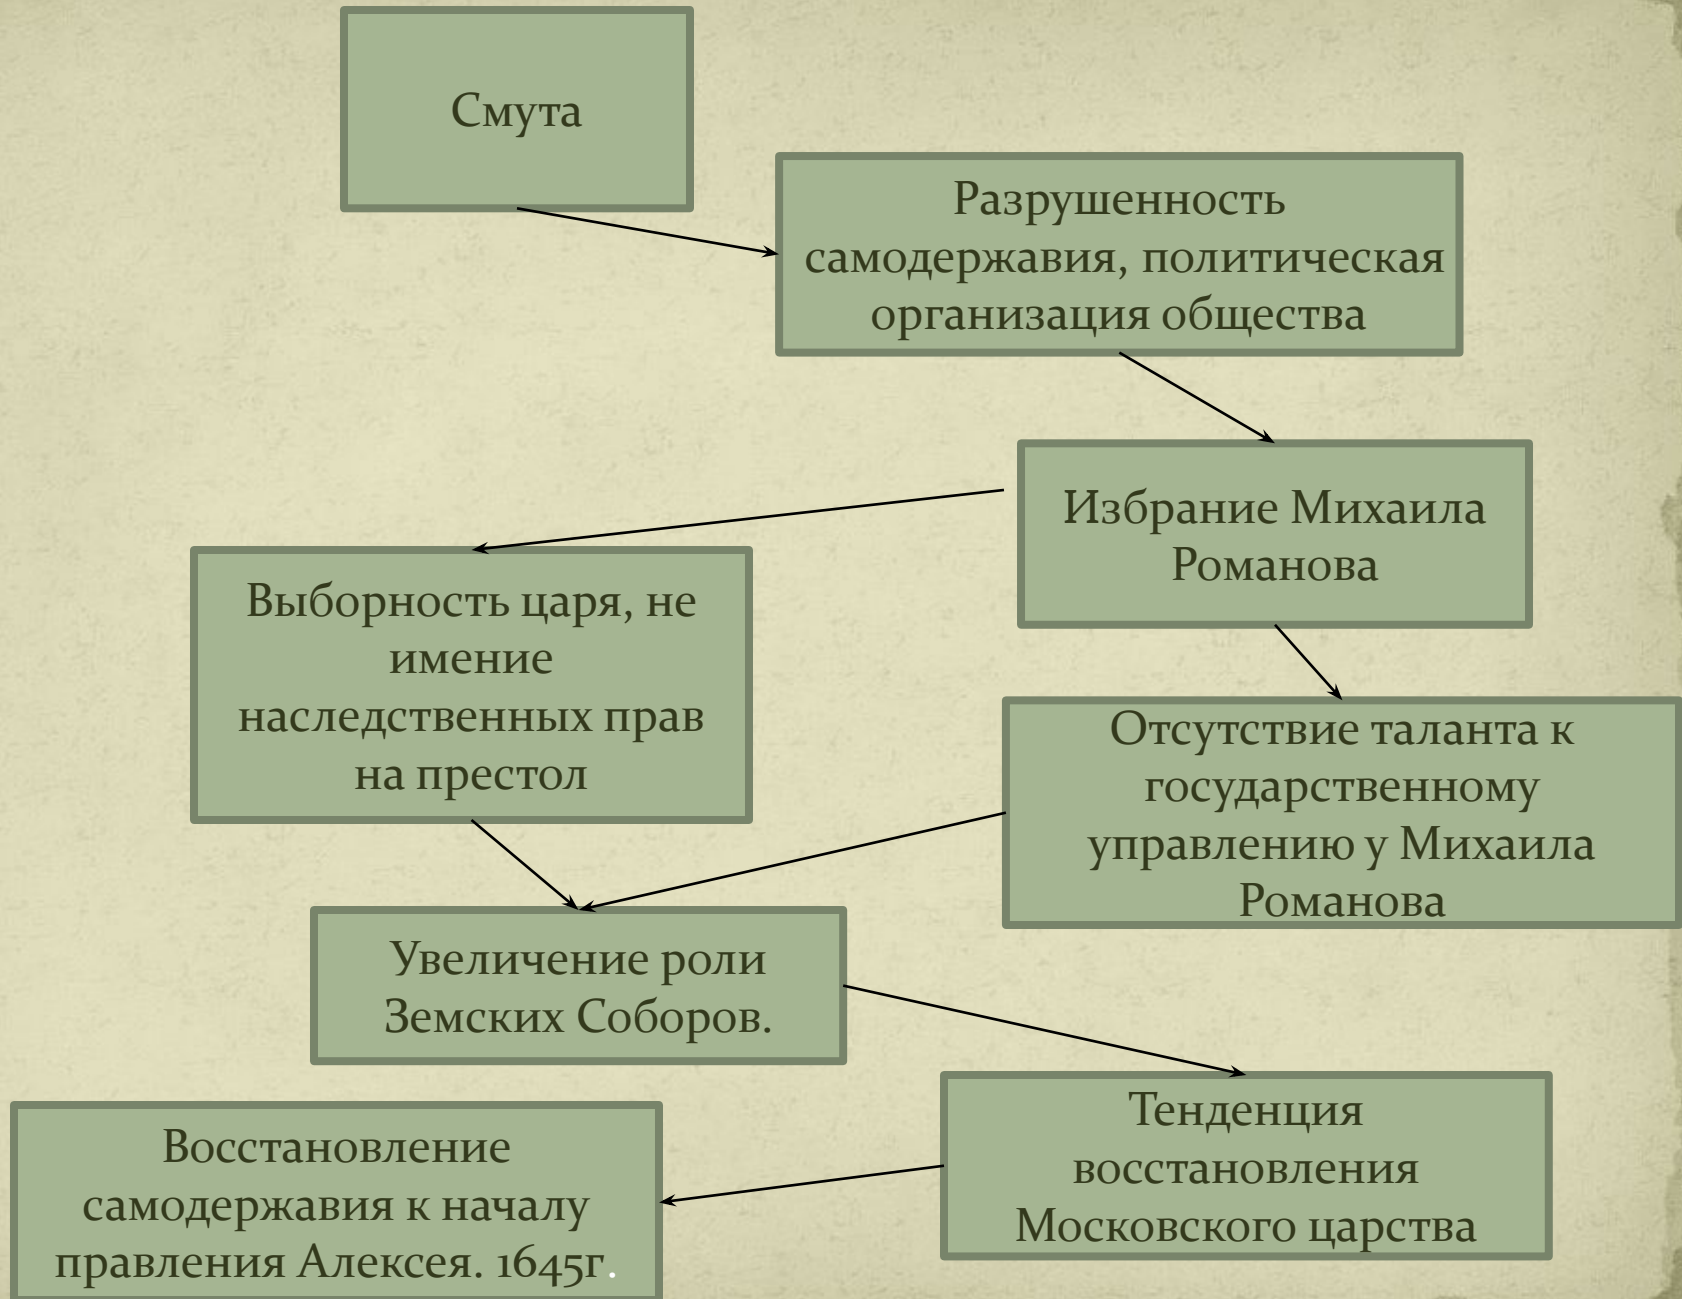 Смута
Разрушенность
самодержавия, политическая
организация общества
Избрание Михаила
Романова
Выборность царя, не
имение
наследственных прав
на престол
Отсутствие таланта к
государственному
управлению у Михаила
Романова
Увеличение роли
Земских Соборов.
Тенденция
восстановления
Московского царства
Восстановление
самодержавия к началу
правления Алексея. 1645г.